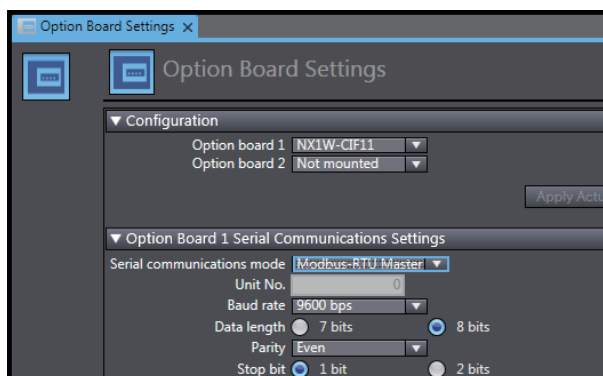 Option Board Settings X
Option Board Settings
Configuration
Option board 1 NX1W-CIF11
Option board 2 Not mounted
Apply Actu
Option Board 1 Serial Communications Settings
Serial communications mode Modbus-RTU Master
Unit No. 0
Baud rate 9600 bps
Data length 7 bits 8 bits
Parity Even
Stop bit 1 bit 2 bits